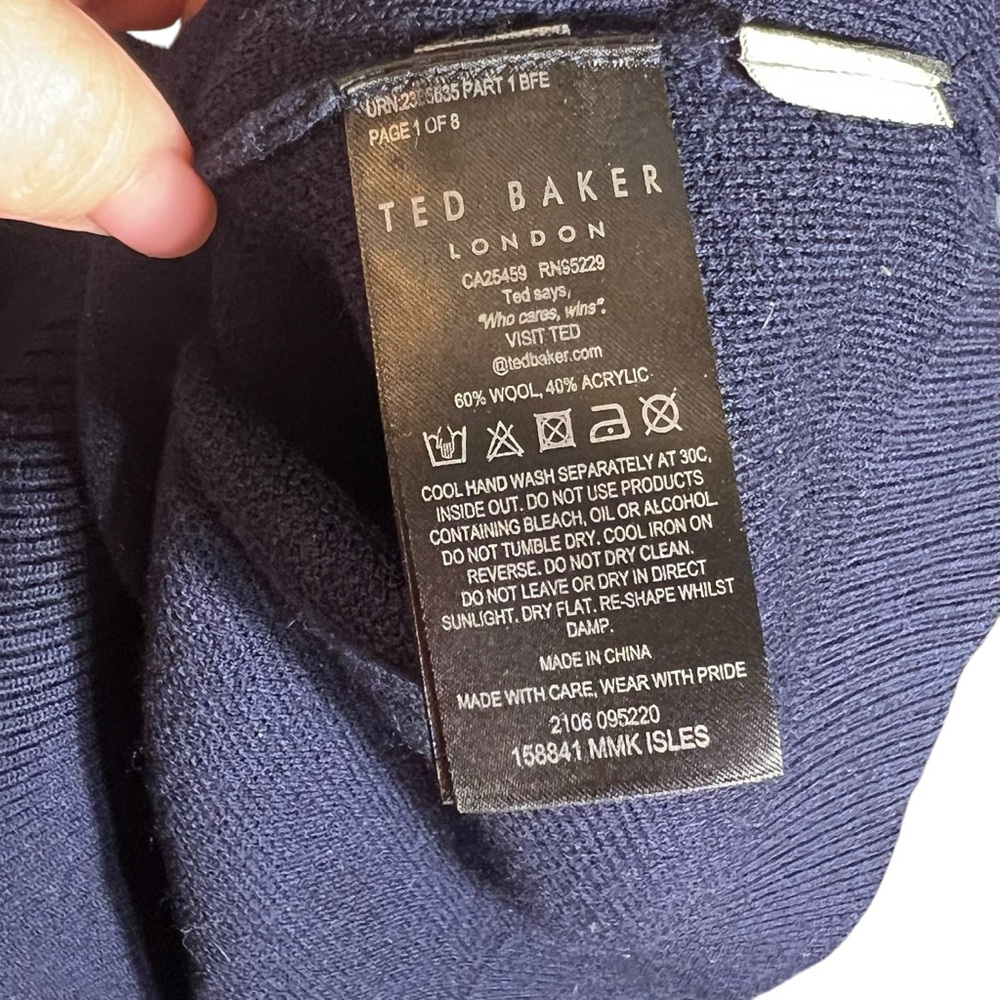 PART 1 BFE
PAGE 1 OF 8
TED BAKER
LONDON
CA25459 RN95229
Ted says,
"Who cares, wins".
VISIT TED
@tedbaker.com
60% WOOL, 40% ACRYLIC
COOL HAND WASH SEPARATELY AT 30C,
INSIDE OUT. DO NOT USE PRODUCTS
CONTAINING BLEACH, OIL OR ALCOHOL
DO NOT TUMBLE DRY. COOL IRON ON
REVERSE. DO NOT DRY CLEAN.
DO NOT LEAVE OR DRY IN DIRECT
SUNLIGHT. DRY FLAT. RE-SHAPE WHILST
DAMP.
MADE IN CHINA
MADE WITH CARE, WEAR WITH PRIDE
2106 095220
158841 MMK ISLES